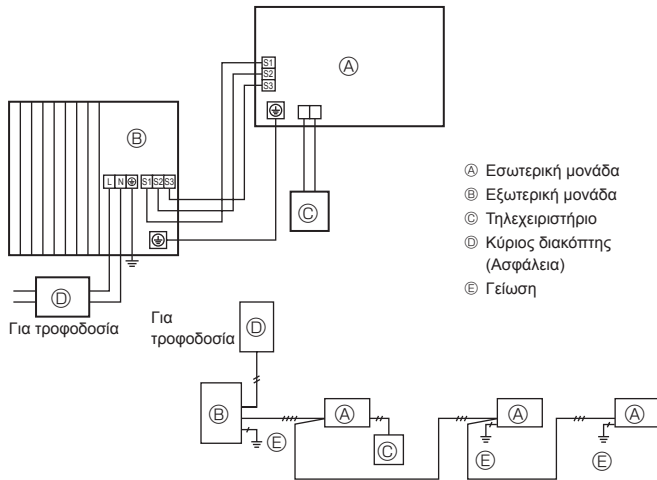 S1
S2
S3
Ⓐ
Ⓑ
L N S1 S2 S3
Ⓒ
Ⓓ
Για τροφοδοσία
Ⓐ Εσωτερική μονάδα
Ⓑ Εξωτερική μονάδα
Ⓒ Τηλεχειριστήριο
Ⓓ Κύριος διακόπτης
(Ασφάλεια)
Ⓔ Γείωση
Για
τροφοδοσία
Ⓓ
Ⓑ
Ⓔ
Ⓐ
Ⓒ
Ⓐ
Ⓔ
Ⓐ
Ⓔ